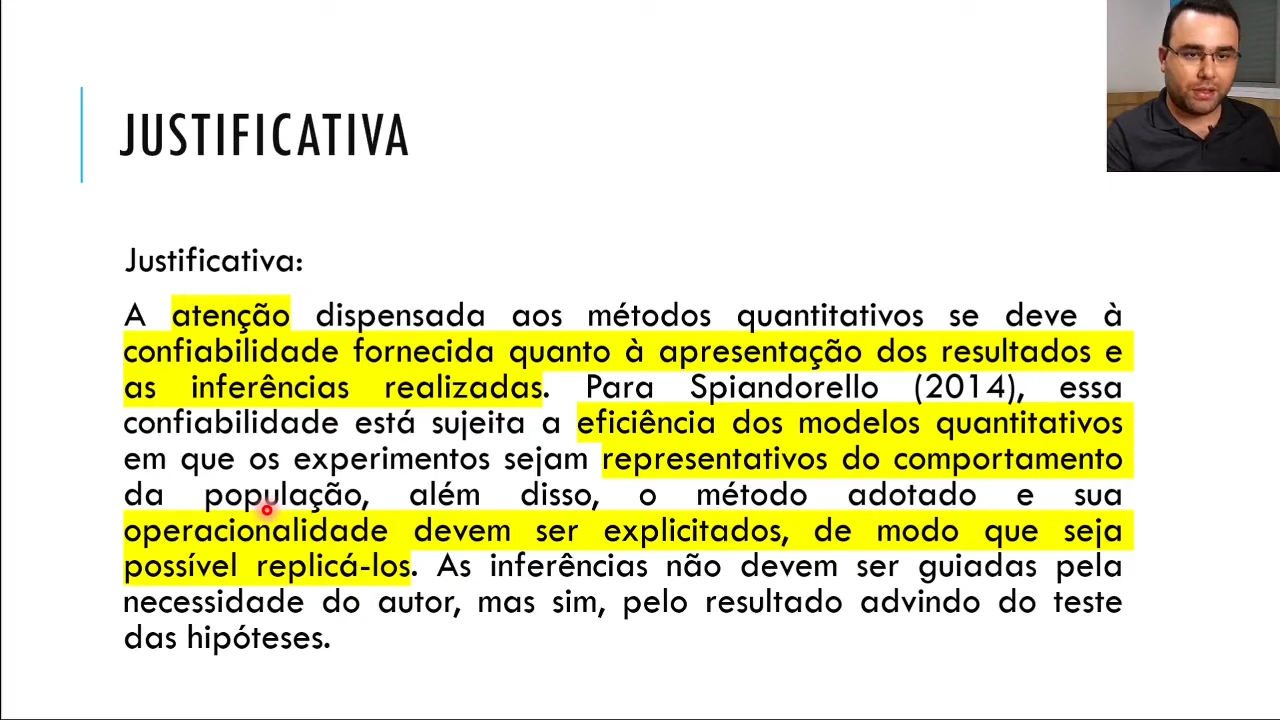 JUSTIFICATIVA
Justificativa:
A atenção dispensada aos métodos quantitativos se deve à
confiabilidade fornecida quanto à apresentação dos resultados e
as inferências realizadas. Para Spiandorello (2014), essa
confiabilidade está sujeita a eficiência dos modelos quantitativos
em que os experimentos sejam representativos do comportamento
da população, além disso, o método adotado e sua
operacionalidade devem ser explicitados, de modo que seja
possível replicá-los. As inferências não devem ser guiadas pela
necessidade do autor, mas sim, pelo resultado advindo do teste
das hipóteses.